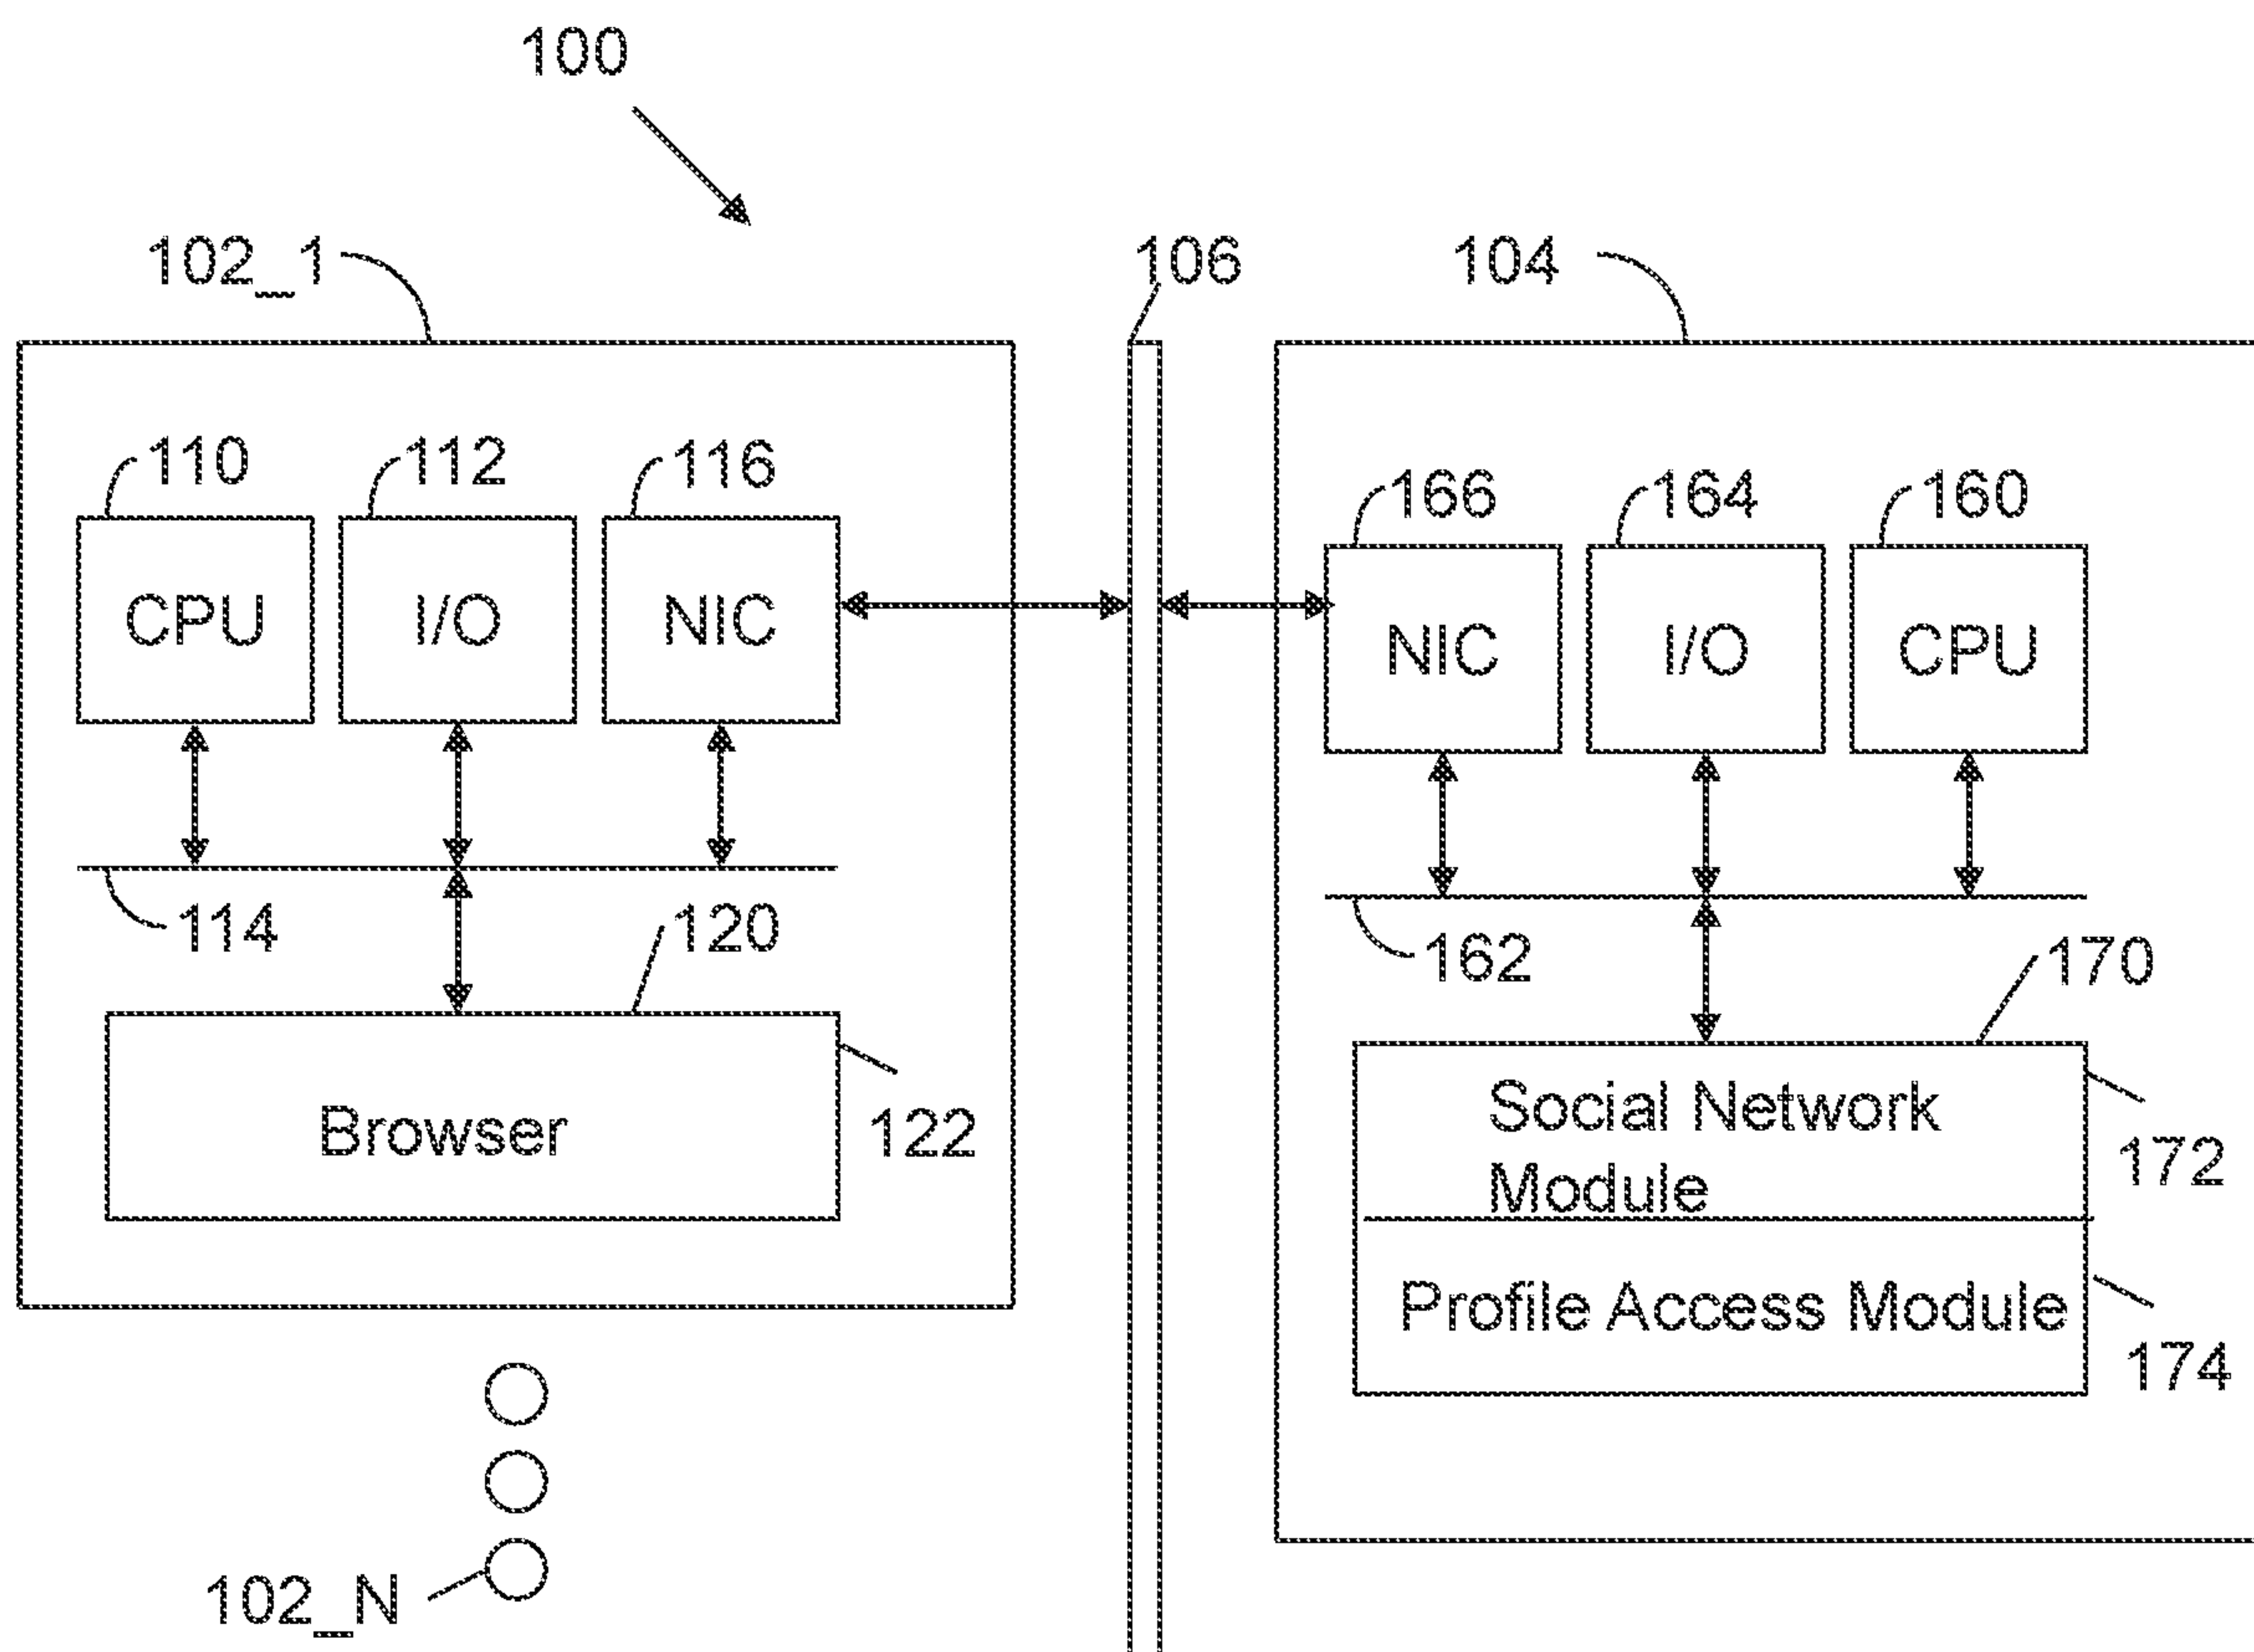 100
102_1
106
104
110
112
116
166
164
160
CPU
I/O
NIC
NIC
I/O
CPU
114
120
162
170
Browser
122
Social Network
Module
172
Profile Access Module
174
102_N